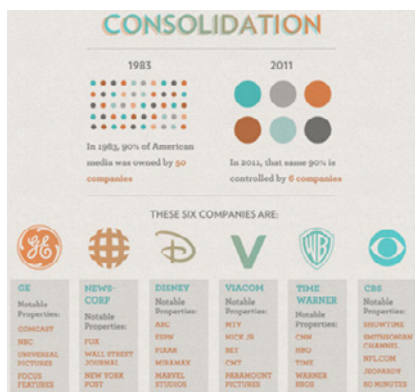 CONSOLIDATION
1983
2011
In 1983, 90% of American
media was owned by 50
companies
In 2011, that same 90% is
controlled by 6 companies
THESE SIX COMPANIES ARE:
GE
WB
GE
Notable
Properties:
COMCAST
NBC
UNIVERSAL
PICTURES
FOCUS
FEATURES
NEWS-
CORP
Notable
Properties:
FOX
WALL STREET
JOURNAL
NEW YORK
POST
DISNEY
Notable
Properties:
ABC
ESPN
PIXAR
MIRAMAX
MARVEL
STUDIOS
VIACOM
Notable
Properties:
MTV
NICK JR
BET
CMT
PARAMOUNT
PICTURES
TIME
WARNER
Notable
Properties:
CNN
HBO
TIME
WARNER
BROS
CBS
Notable
Properties:
SHOWTIME
SMITHSONIAN
CHANNEL
NFL.COM
JEOPARDY
60 MINUTES